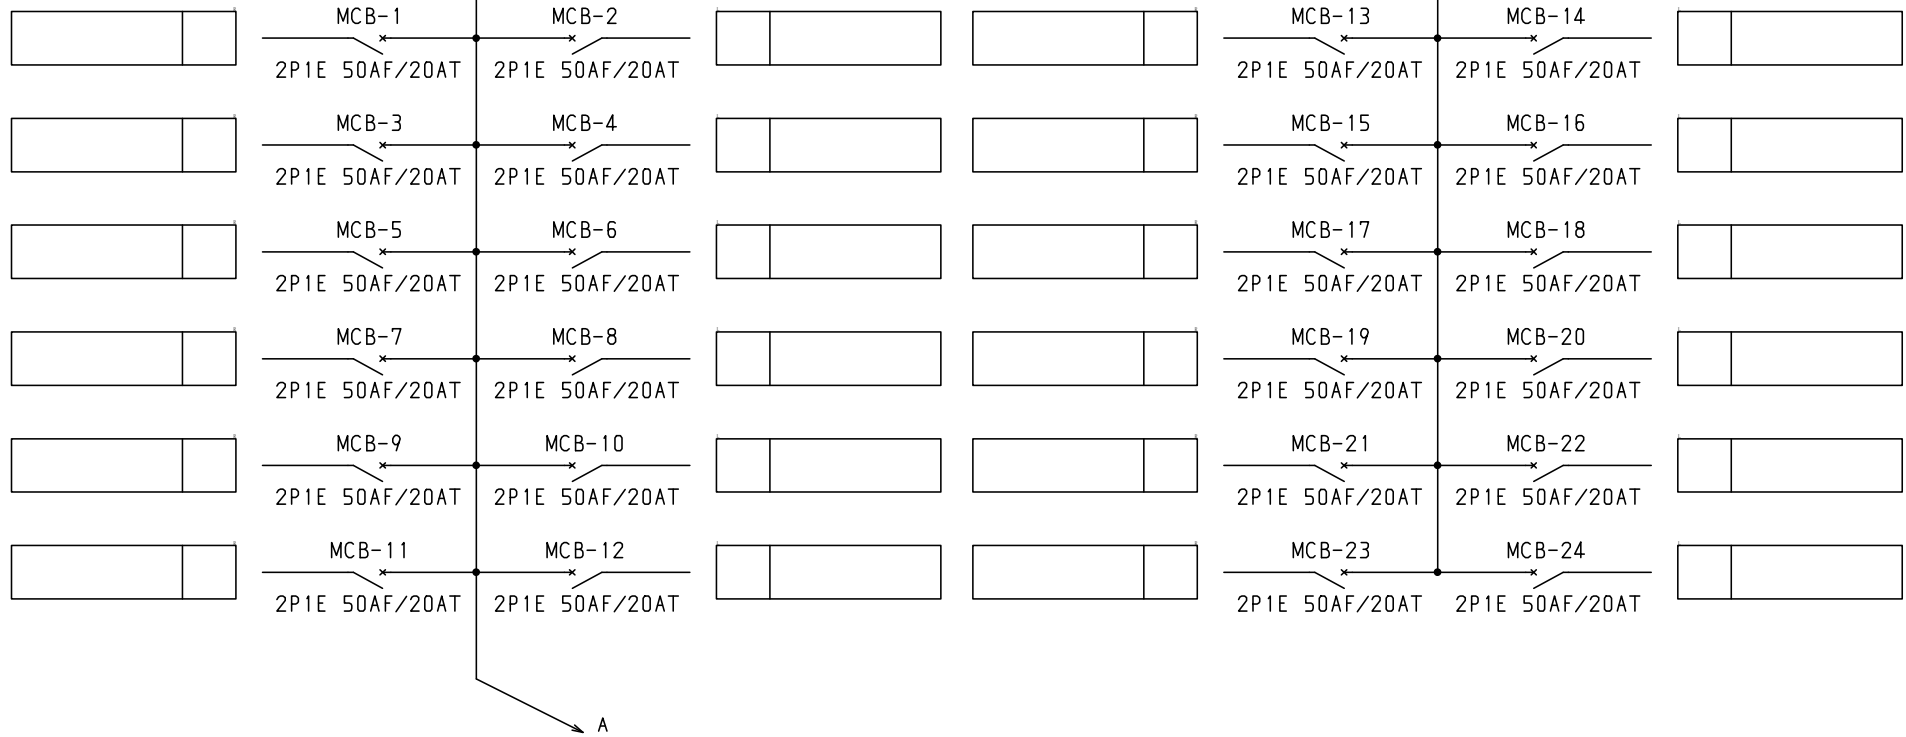 MCB-1 MCB-2 MCB-13 MCB-14
2P1E 50AF/20AT 2P1E 50AF/20AT 2P1E 50AF/20AT 2P1E 50AF/20AT
MCB-3 MCB-4 MCB-15 MCB-16
2P1E 50AF/20AT 2P1E 50AF/20AT 2P1E 50AF/20AT 2P1E 50AF/20AT
MCB-5 MCB-6 MCB-17 MCB-18
2P1E 50AF/20AT 2P1E 50AF/20AT 2P1E 50AF/20AT 2P1E 50AF/20AT
MCB-7 MCB-8 MCB-19 MCB-20
2P1E 50AF/20AT 2P1E 50AF/20AT 2P1E 50AF/20AT 2P1E 50AF/20AT
MCB-9 MCB-10 MCB-21 MCB-22
2P1E 50AF/20AT 2P1E 50AF/20AT 2P1E 50AF/20AT 2P1E 50AF/20AT
MCB-11 MCB-12 MCB-23 MCB-24
2P1E 50AF/20AT 2P1E 50AF/20AT 2P1E 50AF/20AT 2P1E 50AF/20AT
A